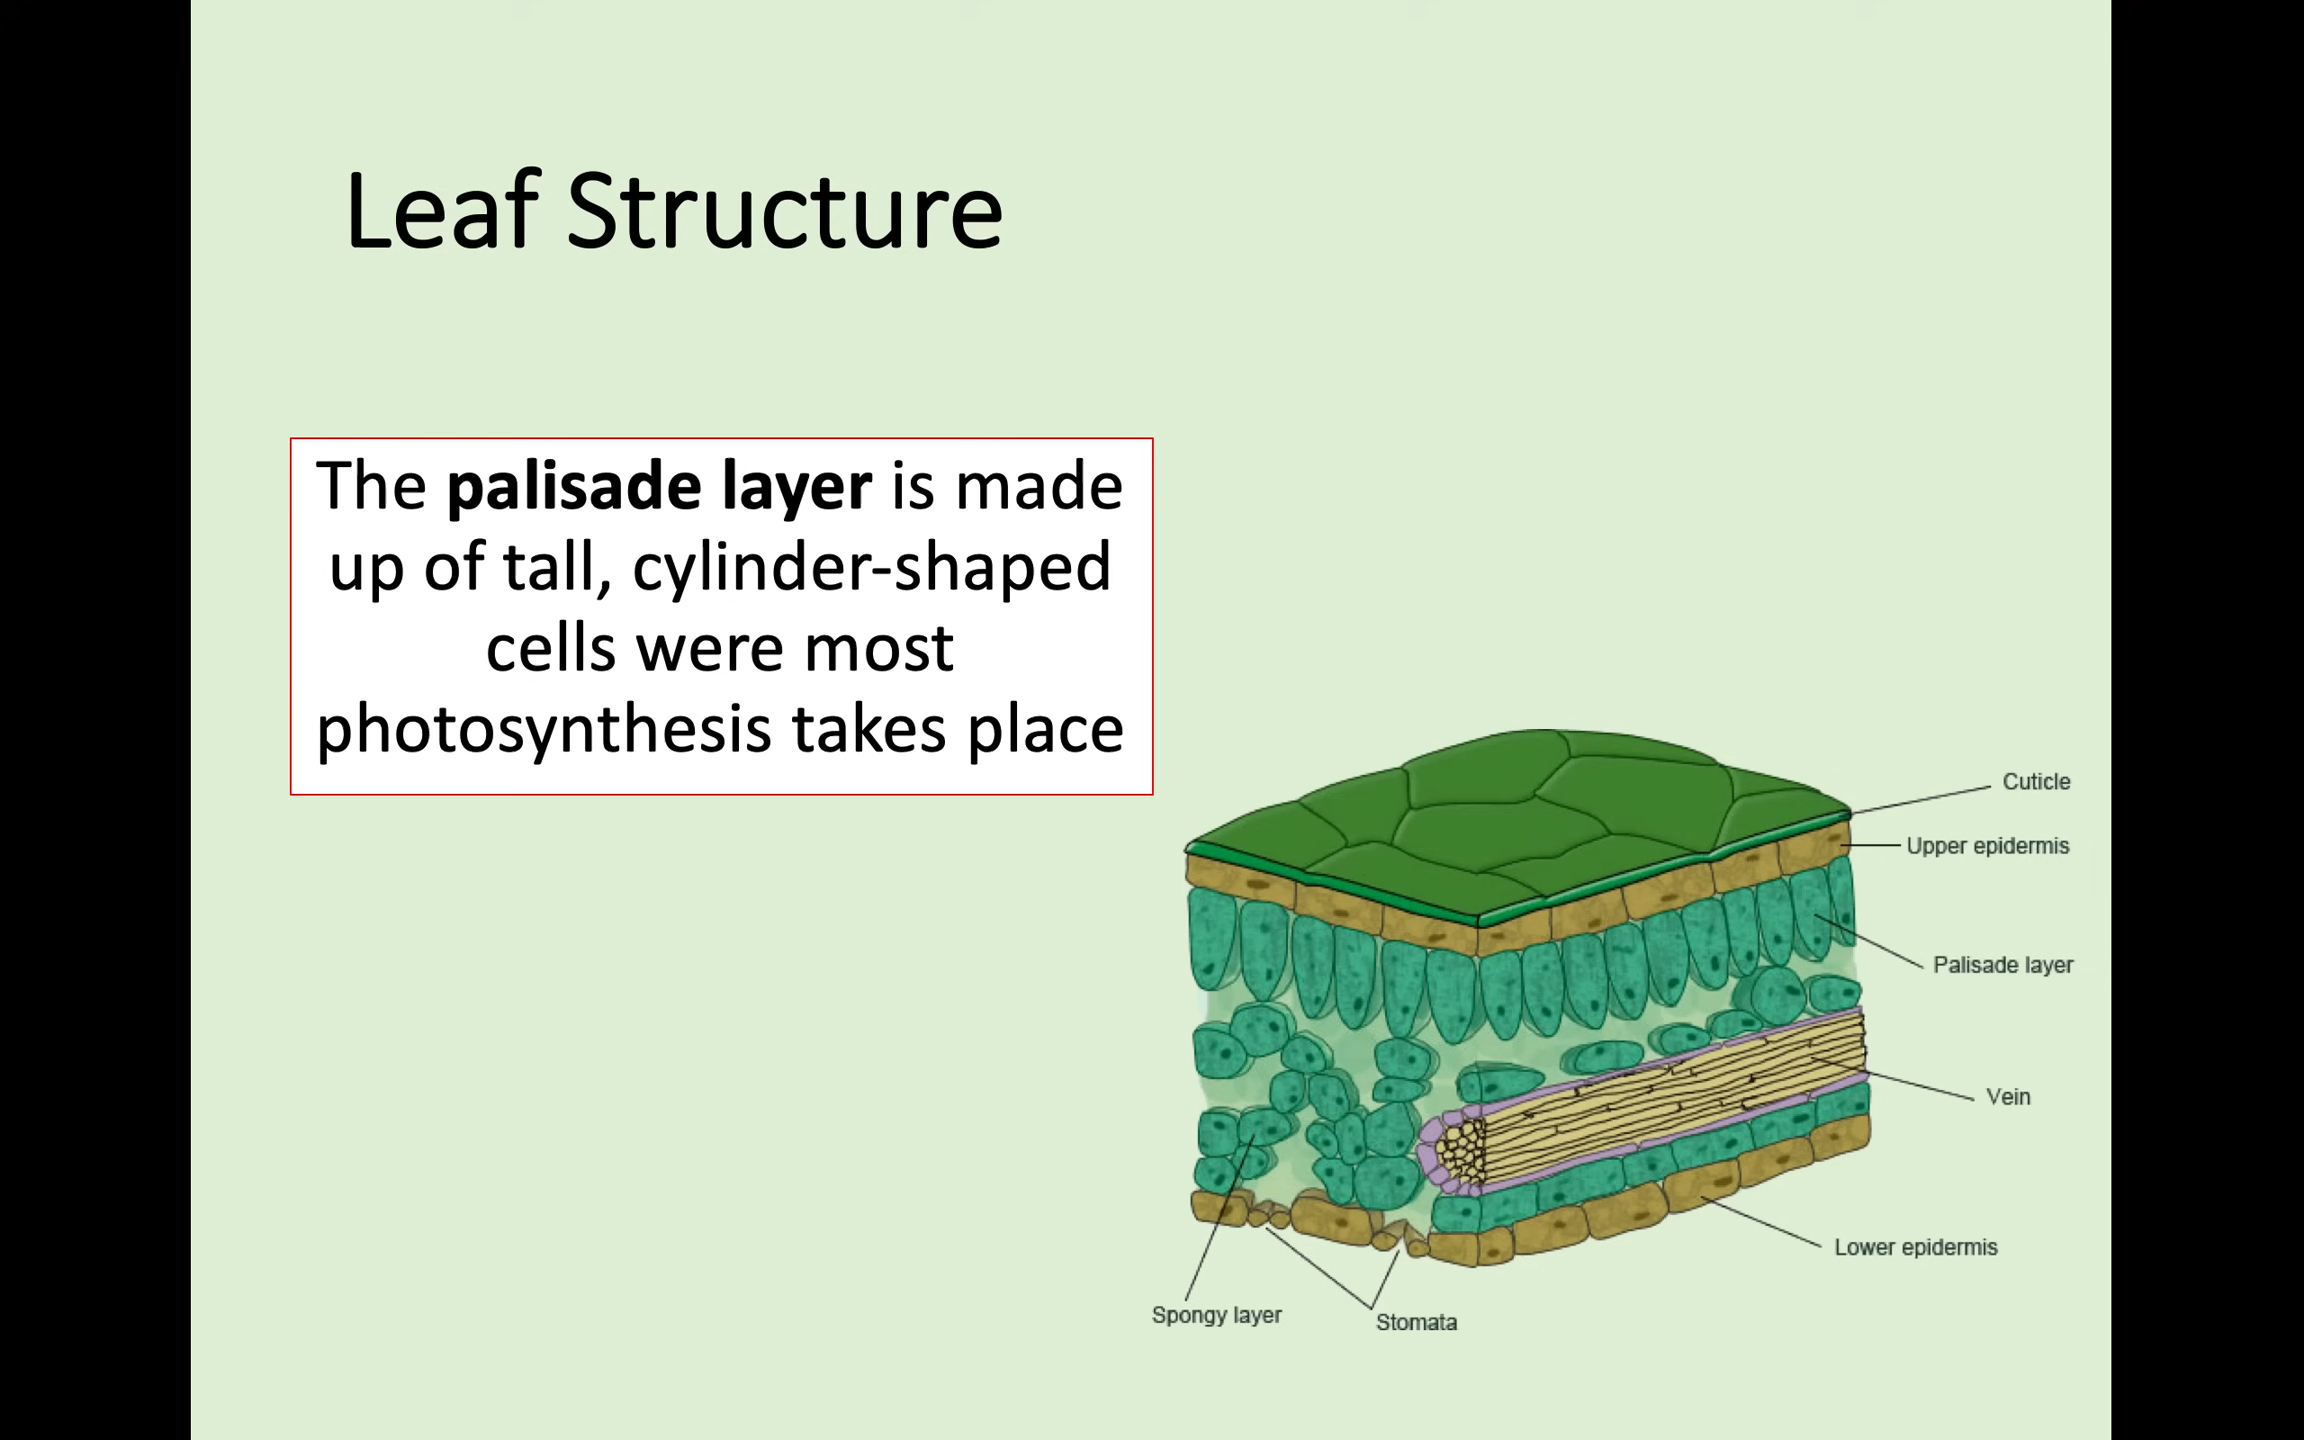 Leaf Structure
The palisade layer is made
up of tall, cylinder-shaped
cells were most
photosynthesis takes place
Cuticle
Upper epidermis
Palisade layer
Vein
Lower epidermis
Spongy layer
Stomata